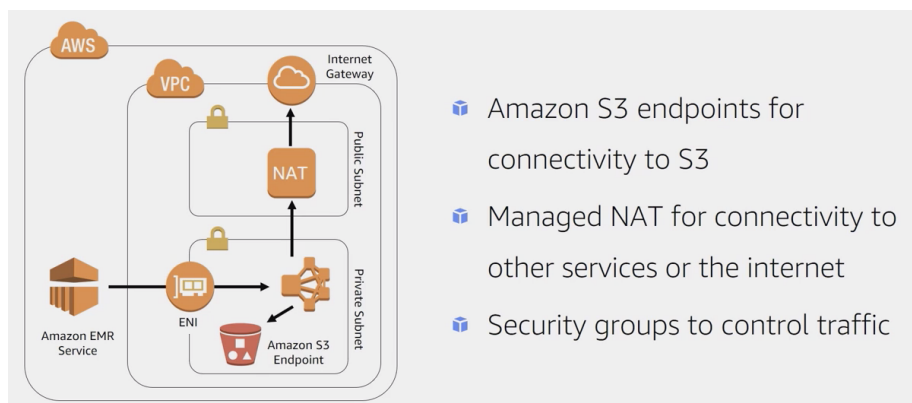 AWS
VPC
Internet
Gateway
Public Subnet
NAT
Private Subnet
ENI
Amazon EMR
Service
Amazon S3
Endpoint
Amazon S3 endpoints for
connectivity to S3
Managed NAT for connectivity to
other services or the internet
Security groups to control traffic